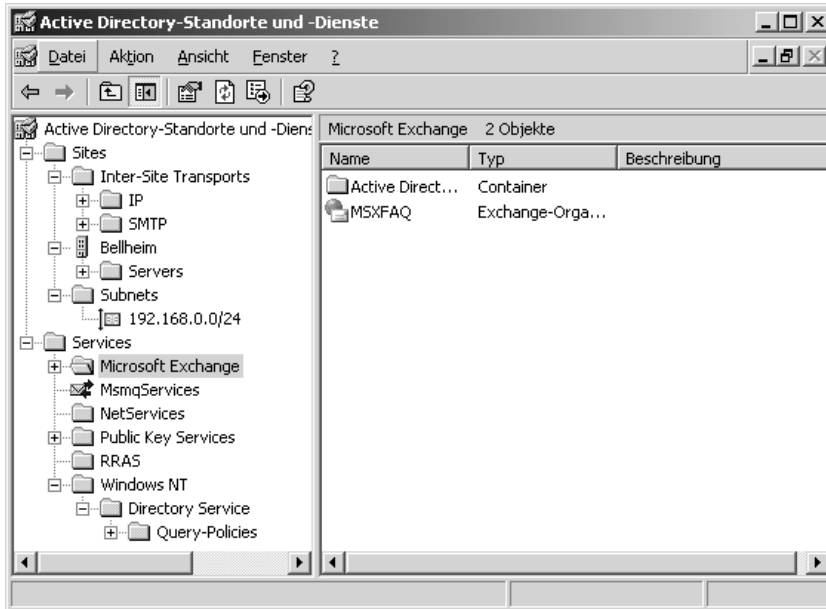 Active Directory-Standorte und -Dienste
Datei Aktion Ansicht Fenster ?
Active Directory-Standorte und -Diens
Sites
Inter-Site Transports
IP
SMTP
Bellheim
Servers
Subnets
192.168.0.0/24
Services
Microsoft Exchange
MsmqServices
NetServices
Public Key Services
RRAS
Windows NT
Directory Service
Query-Policies
Microsoft Exchange 2 Objekte
Name Typ Beschreibung
Active Direct... Container
MSXFAQ Exchange-Orga...